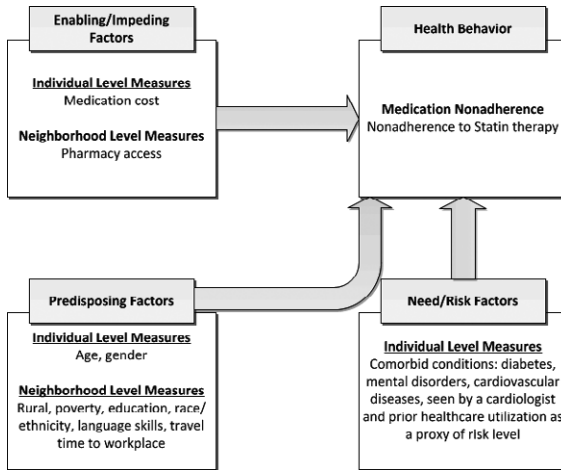 Enabling/Impeding
Factors
Individual Level Measures
Medication cost
Neighborhood Level Measures
Pharmacy access
Health Behavior
Medication Nonadherence
Nonadherence to Statin therapy
Predisposing Factors
Individual Level Measures
Age, gender
Neighborhood Level Measures
Rural, poverty, education, race/
ethnicity, language skills, travel
time to workplace
Need/Risk Factors
Individual Level Measures
Comorbid conditions: diabetes,
mental disorders, cardiovascular
diseases, seen by a cardiologist
and prior healthcare utilization as
a proxy of risk level